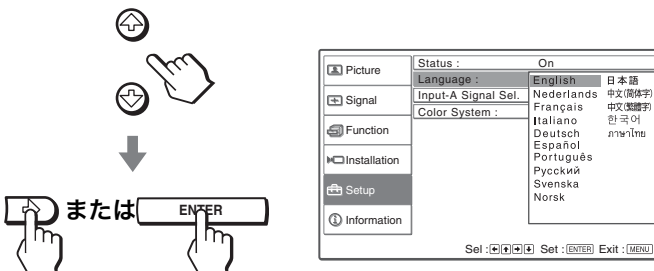 または
ENTER
Picture
Signal
Function
Installation
Setup
Information
Status : On
Language :
Input-A Signal Sel.
Color System :
English 日本語
Nederlands 中文(简体字)
Français 中文(繁體字)
Italiano 한국어
Deutsch ภาษาไทย
Español
Português
Русский
Svenska
Norsk
Sel : Set : ENTER Exit : MENU